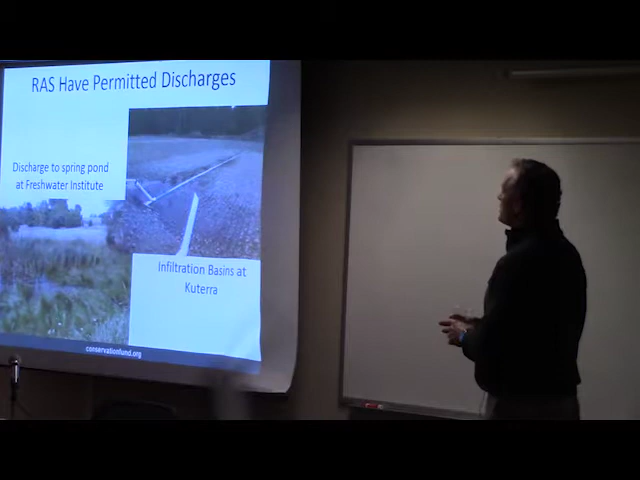 RAS Have Permitted Discharges
Discharge to spring pond
at Freshwater Institute
Infiltration Basins at
Kuterra
conservationfund.org